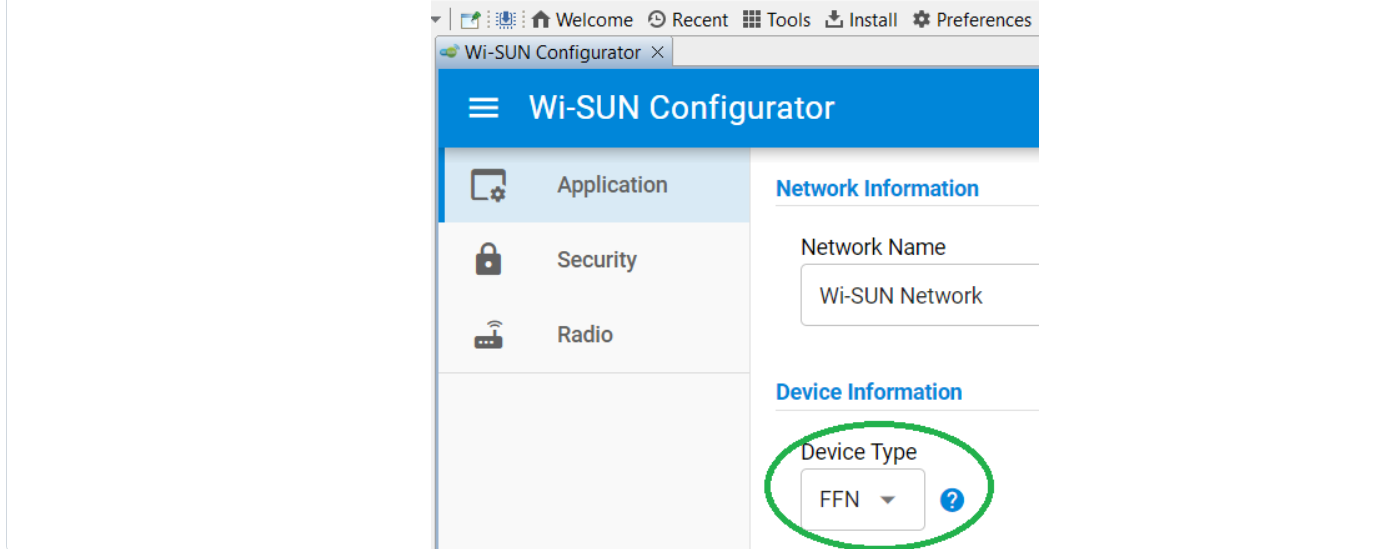 Welcome Recent Tools Install Preferences
Wi-SUN Configurator
Wi-SUN Configurator
Application
Security
Radio
Network Information
Network Name
Wi-SUN Network
Device Information
Device Type
FFN ?